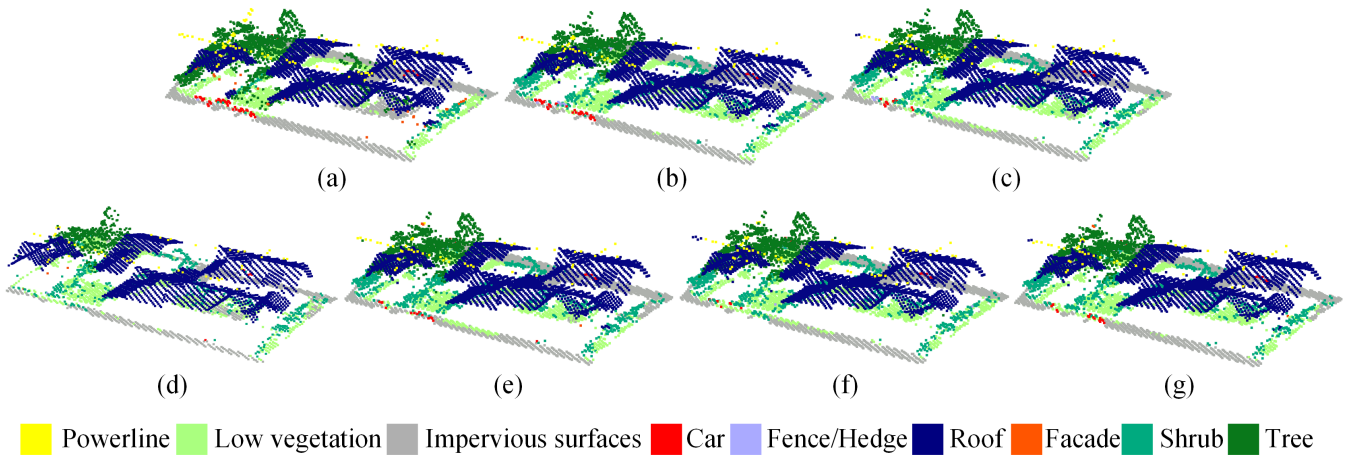 (a) (b) (c)
(d) (e) (f) (g)
Powerline Low vegetation Impervious surfaces Car Fence/Hedge Roof Facade Shrub Tree